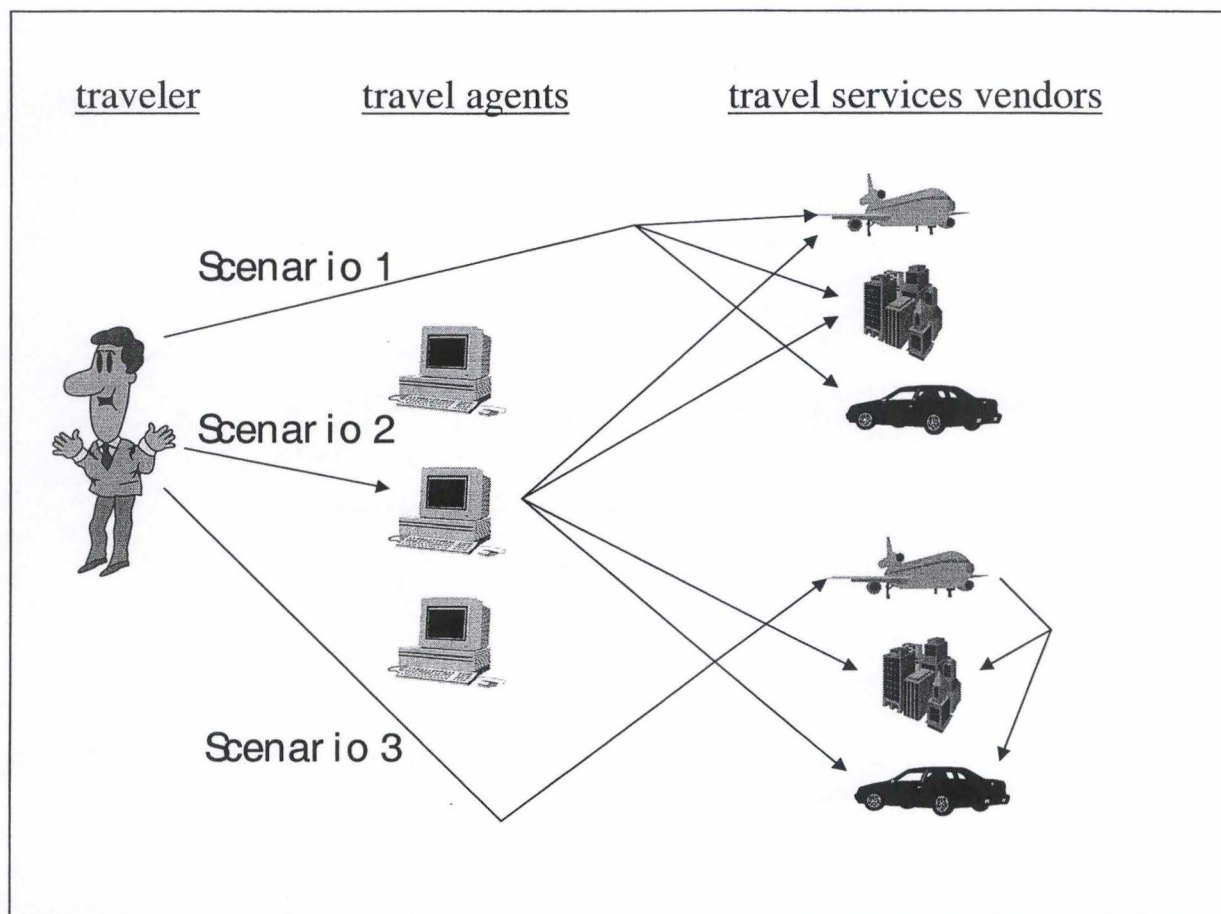 traveler travel agents travel services vendors
Scenario 1
Scenario 2
Scenario 3